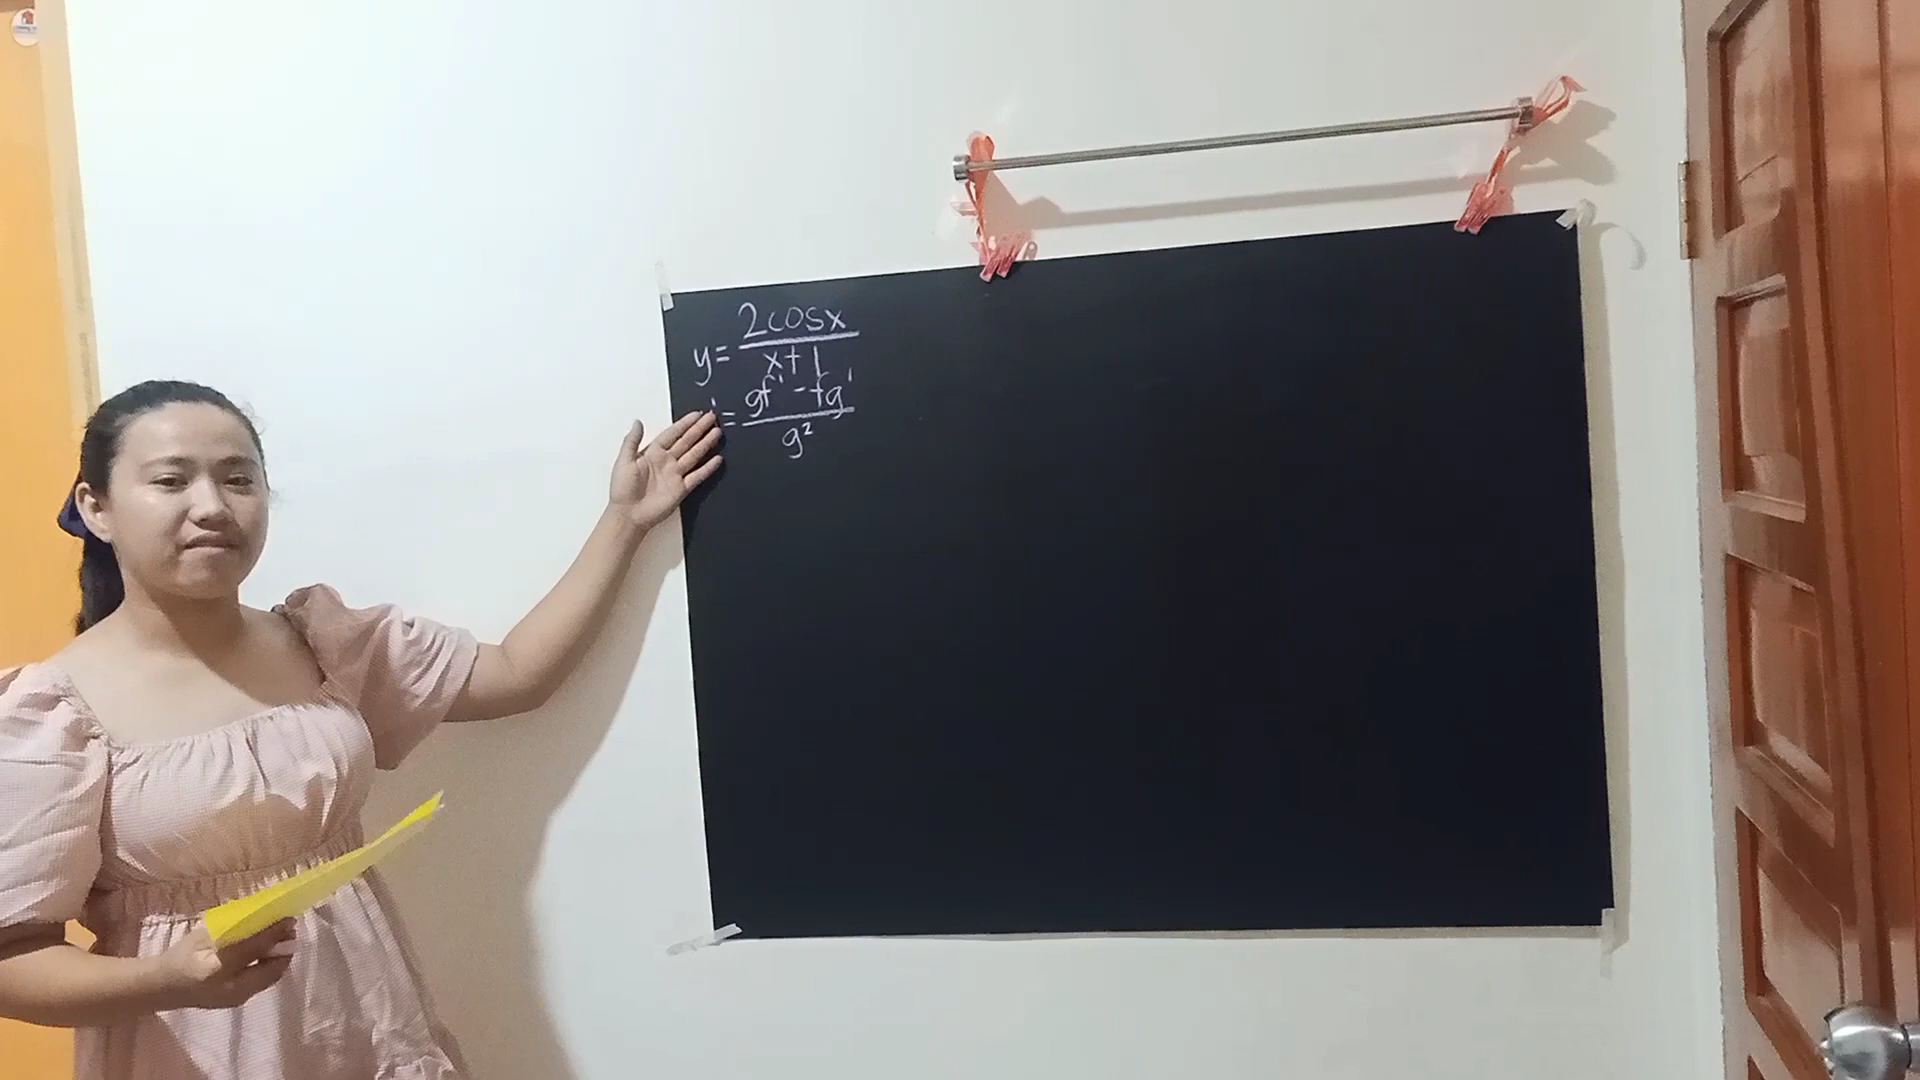 y = 2cosx / x+1
' = gf' - fg' / g²